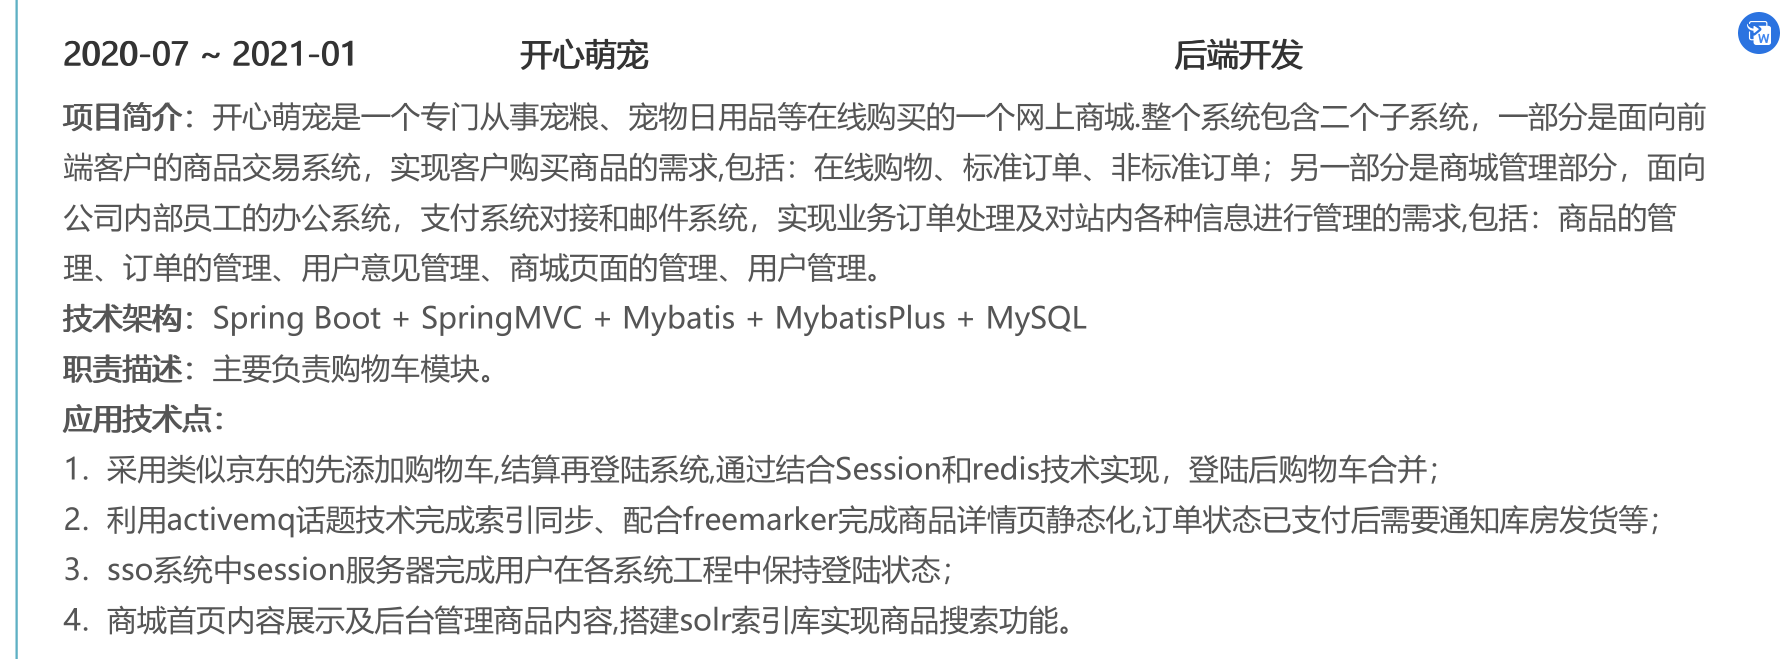 2020-07 ~ 2021-01 开心萌宠 后端开发
项目简介：开心萌宠是一个专门从事宠粮、宠物日用品等在线购买的一个网上商城.整个系统包含二个子系统，一部分是面向前
端客户的商品交易系统，实现客户购买商品的需求,包括：在线购物、标准订单、非标准订单；另一部分是商城管理部分，面向
公司内部员工的办公系统，支付系统对接和邮件系统，实现业务订单处理及对站内各种信息进行管理的需求,包括：商品的管
理、订单的管理、用户意见管理、商城页面的管理、用户管理。
技术架构：Spring Boot + SpringMVC + Mybatis + MybatisPlus + MySQL
职责描述：主要负责购物车模块。
应用技术点：
1. 采用类似京东的先添加购物车,结算再登陆系统,通过结合Session和redis技术实现，登陆后购物车合并；
2. 利用activemq话题技术完成索引同步、配合freemarker完成商品详情页静态化,订单状态已支付后需要通知库房发货等；
3. sso系统中session服务器完成用户在各系统工程中保持登陆状态；
4. 商城首页内容展示及后台管理商品内容,搭建solr索引库实现商品搜索功能。